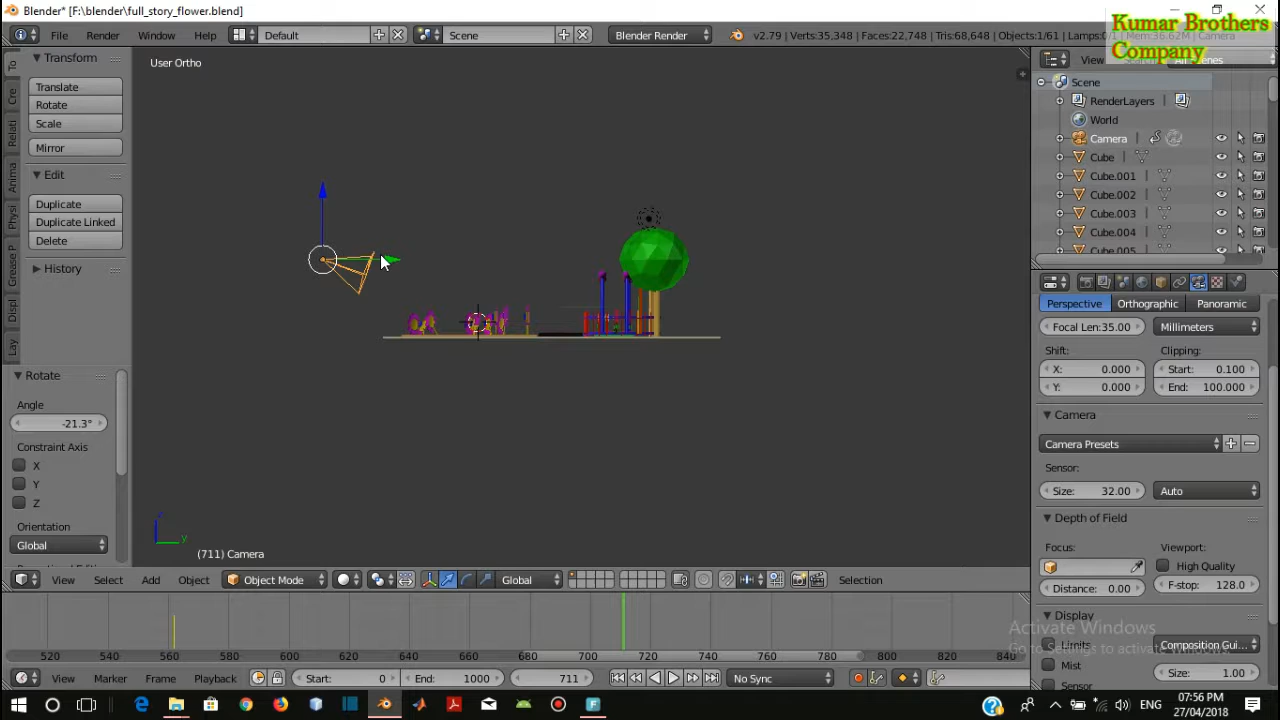 Blender* [F:\blender\full_story_flower.blend]
Kumar Brothers
Company
File Render Window Help Default Scene Blender Render v2.79 | Verts:35,348 | Faces:22,748 | Tris:68,648 | Objects:1/61 | Lamps:0/1 | Mem:36.62M | Camera
Transform
Translate
Rotate
Scale
Mirror
Edit
Duplicate
Duplicate Linked
Delete
History
Rotate
Angle
-21.3°
Constraint Axis
X
Y
Z
Orientation
Global
To
Cre
Relati
Anima
Physi
Grease P
Displ
Lay
User Ortho
(711) Camera
View Select Add Object Object Mode Global Selection
View
Scene
RenderLayers
World
Camera
Cube
Cube.001
Cube.002
Cube.003
Cube.004
Cube.005
Perspective Orthographic Panoramic
Focal Len:35.00 Millimeters
Shift: Clipping:
X: 0.000 Start: 0.100
Y: 0.000 End: 100.000
Camera
Camera Presets
Sensor:
Size: 32.00 Auto
Depth of Field
Focus: Viewport:
High Quality
Distance: 0.00 F-stop: 128.0
Display
Limits Composition Gui...
Mist Size: 1.00
Sensor
Activate Windows
Go to Settings to activate Windows.
520 540 560 580 600 620 640 660 680 700 720 740 760 780 800 820 840
View Marker Frame Playback Start: 0 End: 1000 711 No Sync
ENG
07:56 PM
27/04/2018